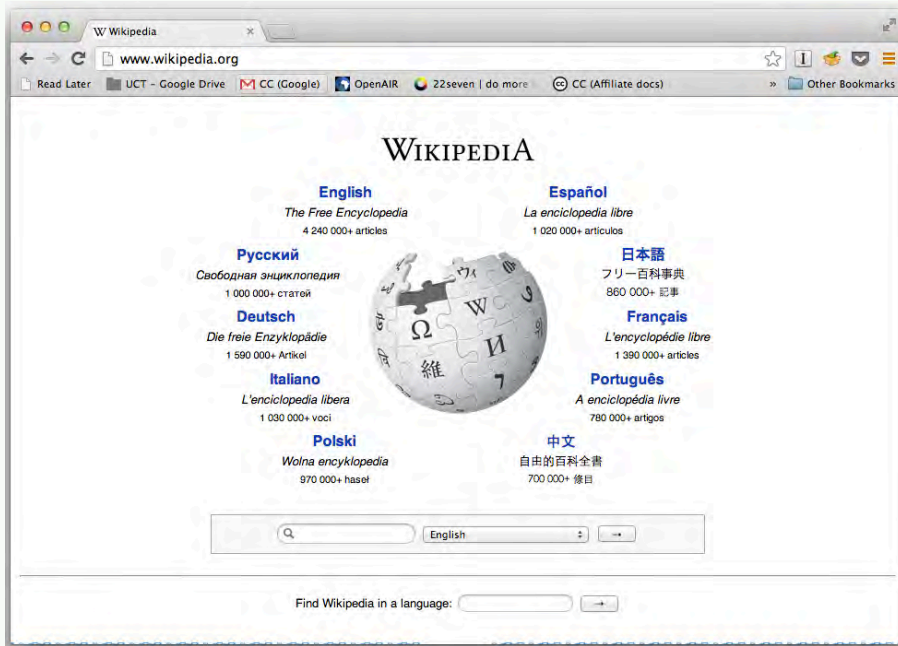 W Wikipedia
www.wikipedia.org
Read Later UCT - Google Drive CC (Google) OpenAIR 22seven | do more CC (Affiliate docs) » Other Bookmarks
WIKIPEDIA
English
The Free Encyclopedia
4 240 000+ articles
Español
La enciclopedia libre
1 020 000+ artículos
Русский
Свободная энциклопедия
1 000 000+ статей
日本語
フリー百科事典
860 000+ 記事
Deutsch
Die freie Enzyklopädie
1 590 000+ Artikel
Français
L'encyclopédie libre
1 390 000+ articles
Italiano
L'enciclopedia libera
1 030 000+ voci
Português
A enciclopédia livre
780 000+ artigos
Polski
Wolna encyklopedia
970 000+ haseł
中文
自由的百科全書
700 000+ 條目
Ω W И 維 7
English
Find Wikipedia in a language: